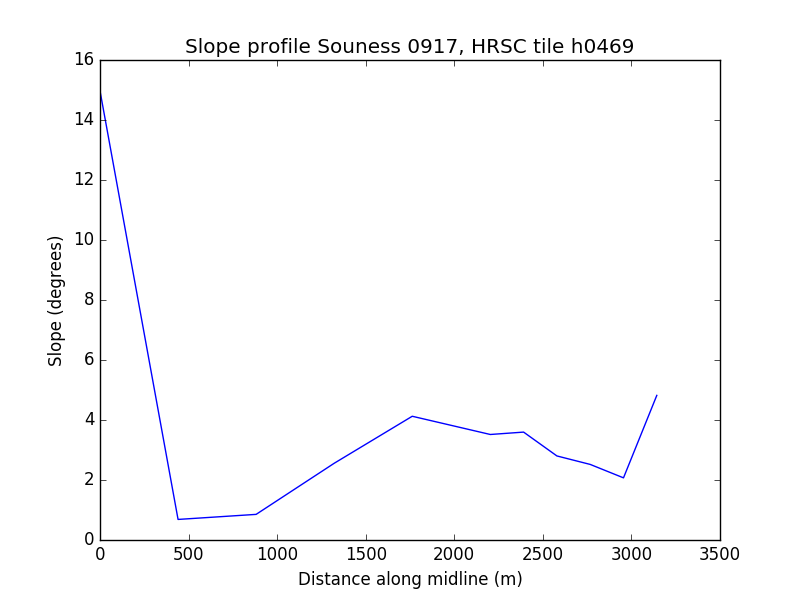 Slope profile Souness 0917, HRSC tile h0469
16
14
12
10
8
6
4
2
0
Slope (degrees)
0 500 1000 1500 2000 2500 3000 3500
Distance along midline (m)